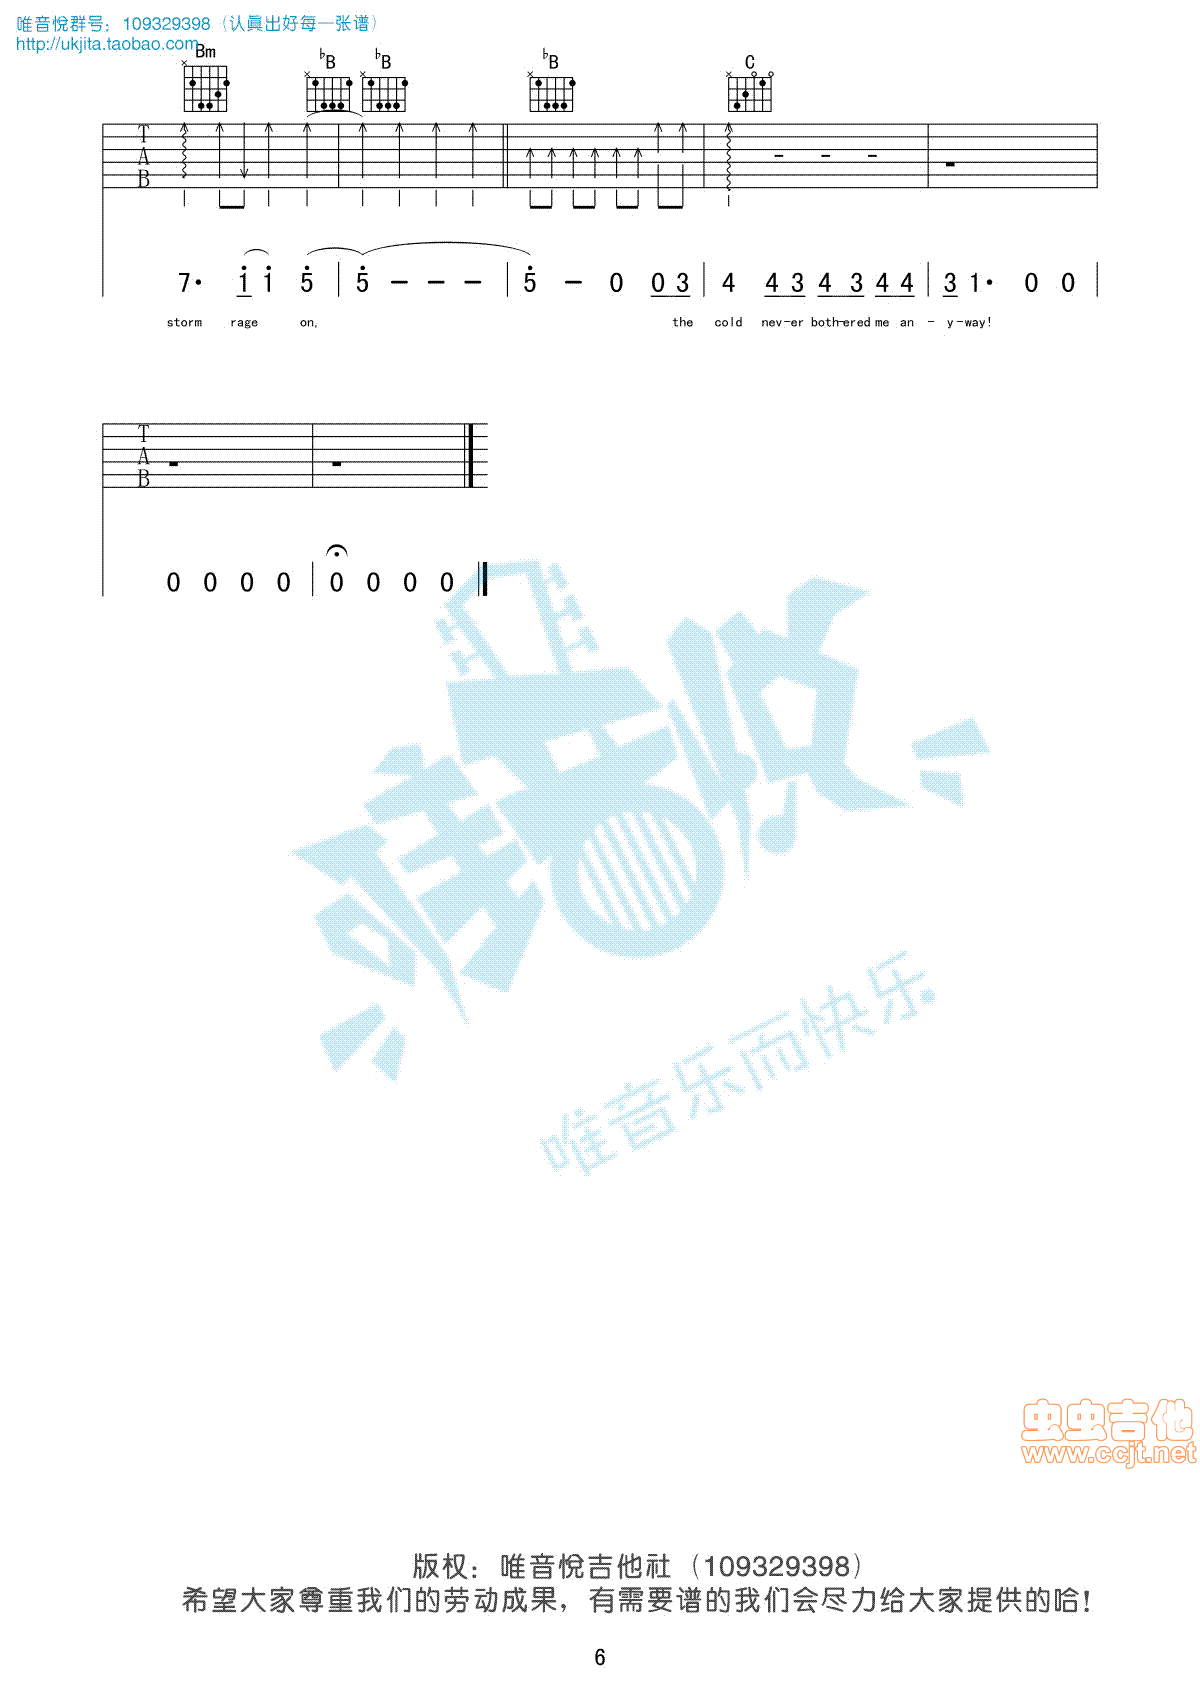 唯音悦群号：109329398（认真出好每一张谱）
http://ukjita.taobao.com
Bm ♭B ♭B ♭B C
T
A
B
7· 1 1 5 | 5 - - - | 5 - 0 0 3 | 4 4 3 4 3 4 4 | 3 1· 0 0 |
storm rage on, the cold nev-er both-ered me an - y-way!
T
A
B
0 0 0 0 | 0 0 0 0
唯音悦
唯音乐而快乐
虫虫吉他
www.ccjt.net
版权：唯音悦吉他社（109329398）
希望大家尊重我们的劳动成果，有需要谱的我们会尽力给大家提供的哈！
6